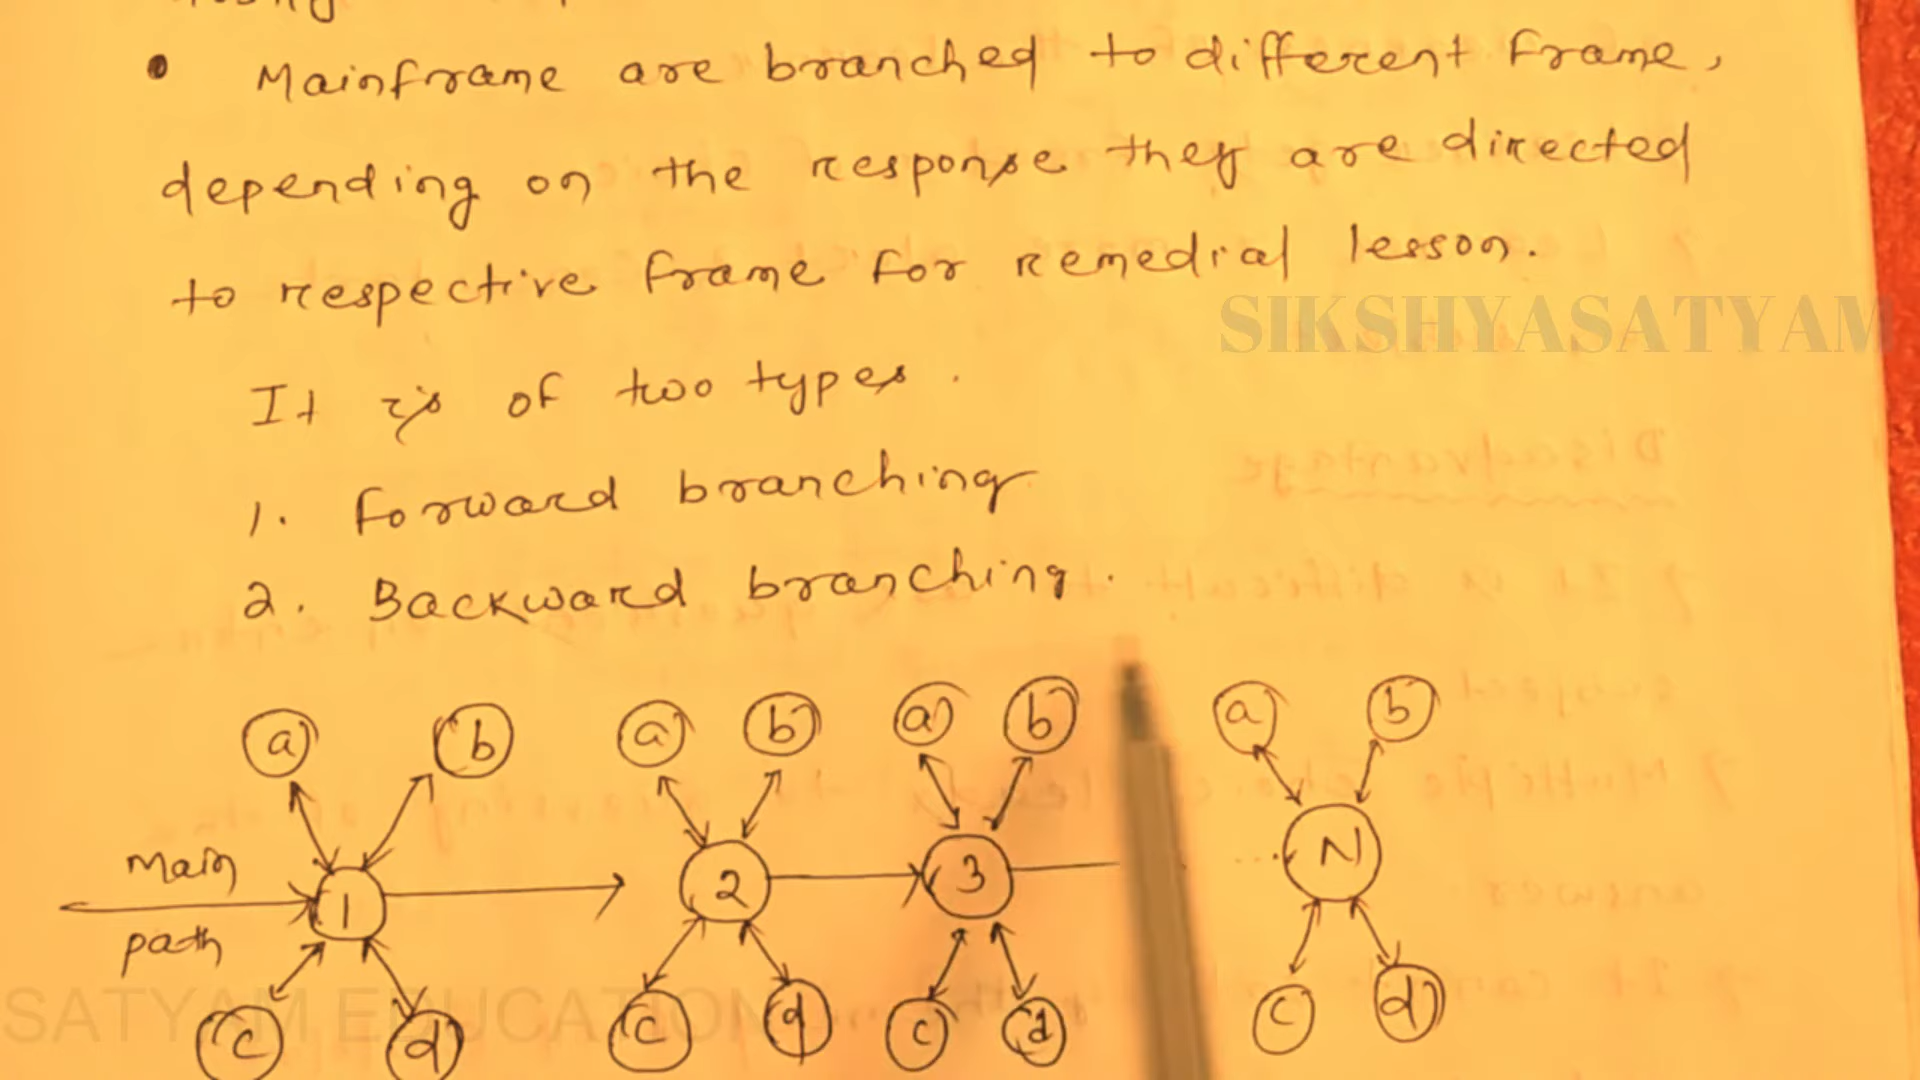 • Mainframe are branched to different frame,
depending on the response they are directed
to respective frame for remedial lesson.
It is of two types.
1. Forward branching
2. Backward branching.
SIKSHYASATYAM
a b a b a b a b
Main
path
1 2 3 ... N
c d c d c d c d
SATYAM EDUCATION
Disadvantage